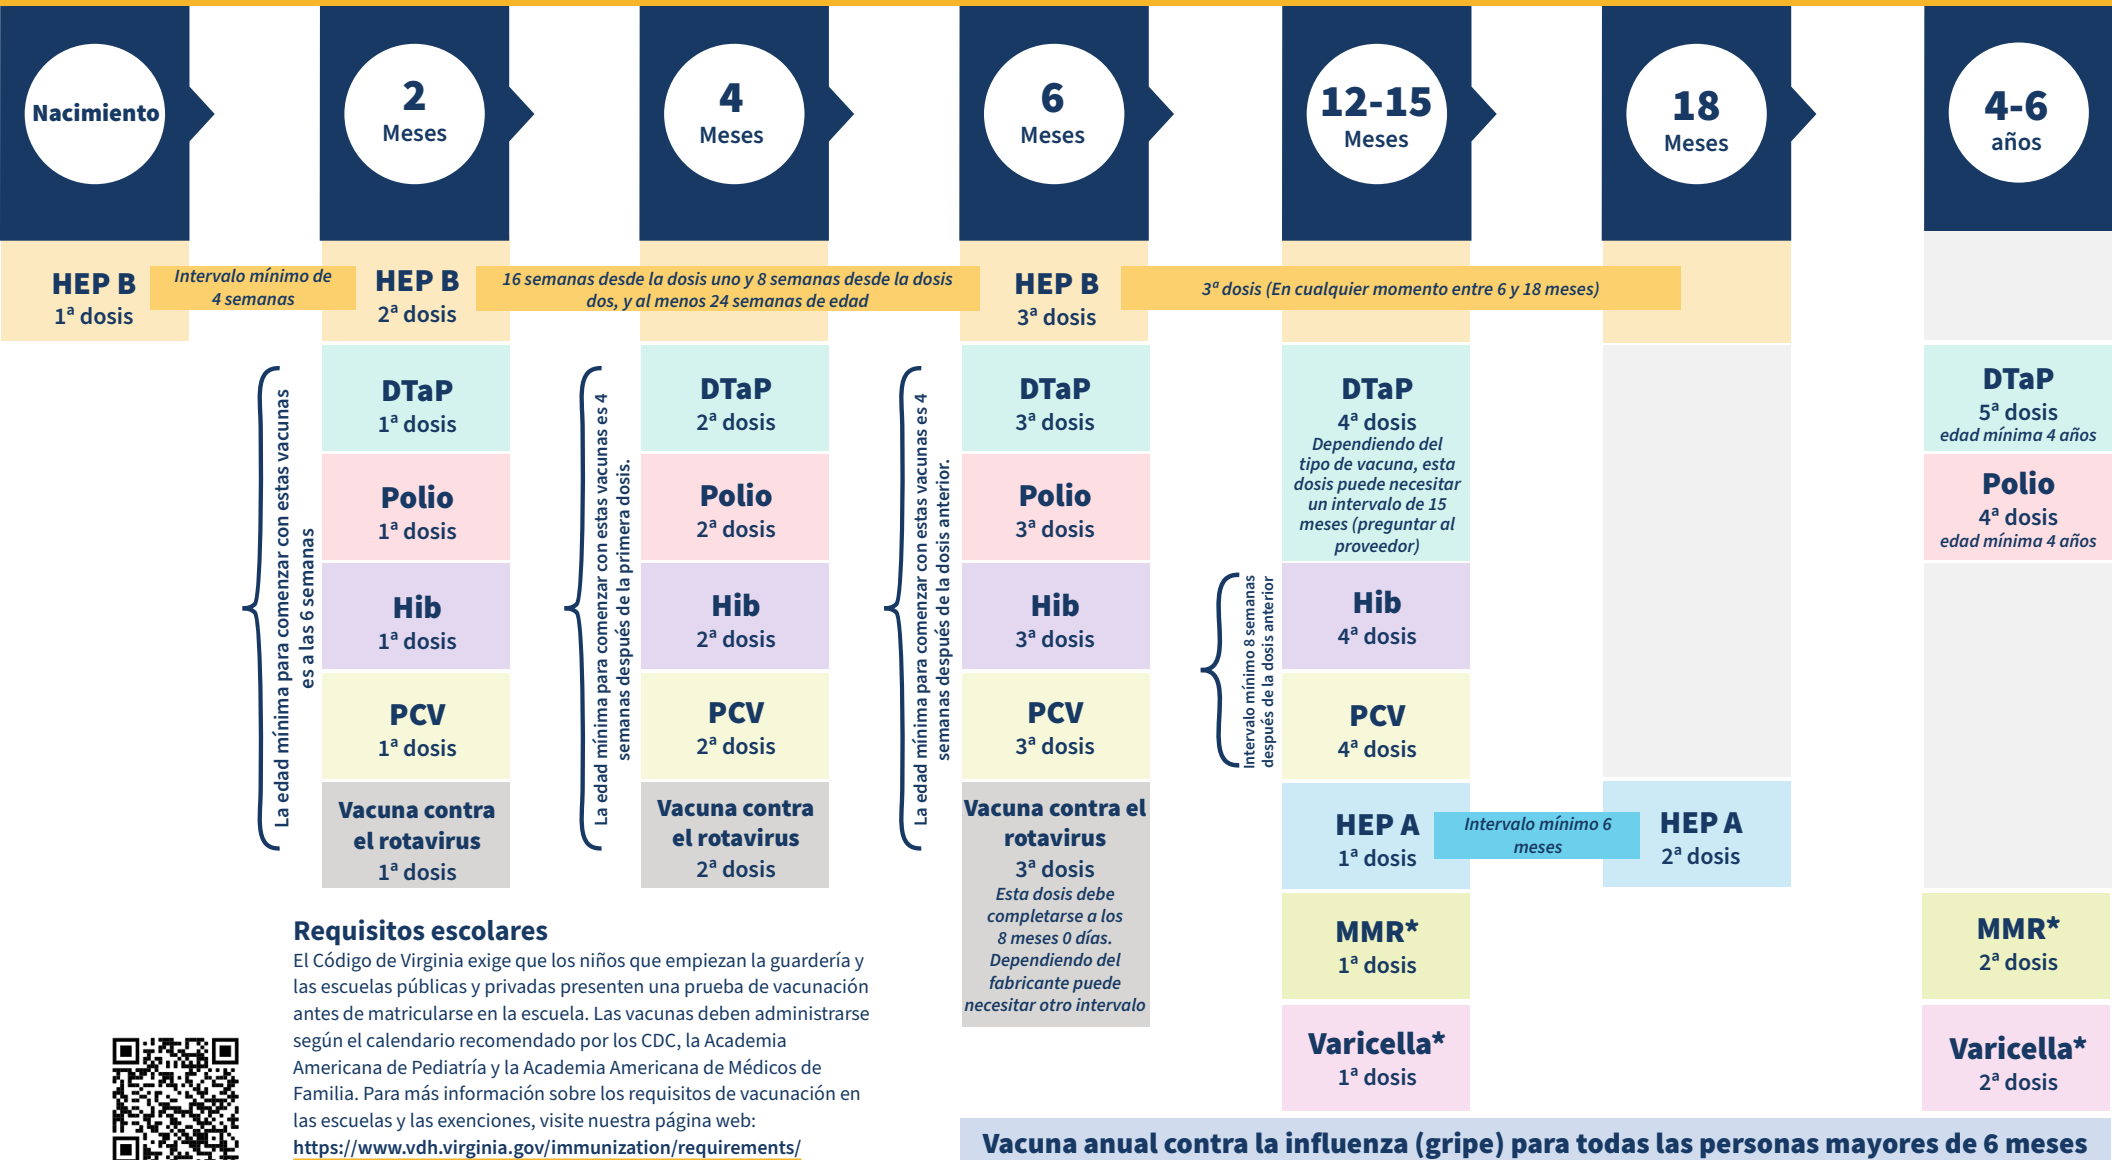 Nacimiento
2
Meses
4
Meses
6
Meses
12-15
Meses
18
Meses
4-6
años
HEP B
1ª dosis
Intervalo mínimo de
4 semanas
HEP B
2ª dosis
16 semanas desde la dosis uno y 8 semanas desde la dosis
dos, y al menos 24 semanas de edad
HEP B
3ª dosis
3ª dosis (En cualquier momento entre 6 y 18 meses)
La edad mínima para comenzar con estas vacunas
es a las 6 semanas
DTaP
1ª dosis
Polio
1ª dosis
Hib
1ª dosis
PCV
1ª dosis
Vacuna contra
el rotavirus
1ª dosis
La edad mínima para comenzar con estas vacunas es 4
semanas después de la primera dosis.
DTaP
2ª dosis
Polio
2ª dosis
Hib
2ª dosis
PCV
2ª dosis
Vacuna contra
el rotavirus
2ª dosis
La edad mínima para comenzar con estas vacunas es 4
semanas después de la dosis anterior.
DTaP
3ª dosis
Polio
3ª dosis
Hib
3ª dosis
PCV
3ª dosis
Vacuna contra el
rotavirus
3ª dosis
Esta dosis debe
completarse a los
8 meses 0 días.
Dependiendo del
fabricante puede
necesitar otro intervalo
DTaP
4ª dosis
Dependiendo del
tipo de vacuna, esta
dosis puede necesitar
un intervalo de 15
meses (preguntar al
proveedor)
Intervalo mínimo 8 semanas
después de la dosis anterior
Hib
4ª dosis
PCV
4ª dosis
HEP A
1ª dosis
Intervalo mínimo 6
meses
HEP A
2ª dosis
MMR*
1ª dosis
Varicella*
1ª dosis
DTaP
5ª dosis
edad mínima 4 años
Polio
4ª dosis
edad mínima 4 años
MMR*
2ª dosis
Varicella*
2ª dosis
Requisitos escolares
El Código de Virginia exige que los niños que empiezan la guardería y
las escuelas públicas y privadas presenten una prueba de vacunación
antes de matricularse en la escuela. Las vacunas deben administrarse
según el calendario recomendado por los CDC, la Academia
Americana de Pediatría y la Academia Americana de Médicos de
Familia. Para más información sobre los requisitos de vacunación en
las escuelas y las exenciones, visite nuestra página web:
https://www.vdh.virginia.gov/immunization/requirements/
Vacuna anual contra la influenza (gripe) para todas las personas mayores de 6 meses